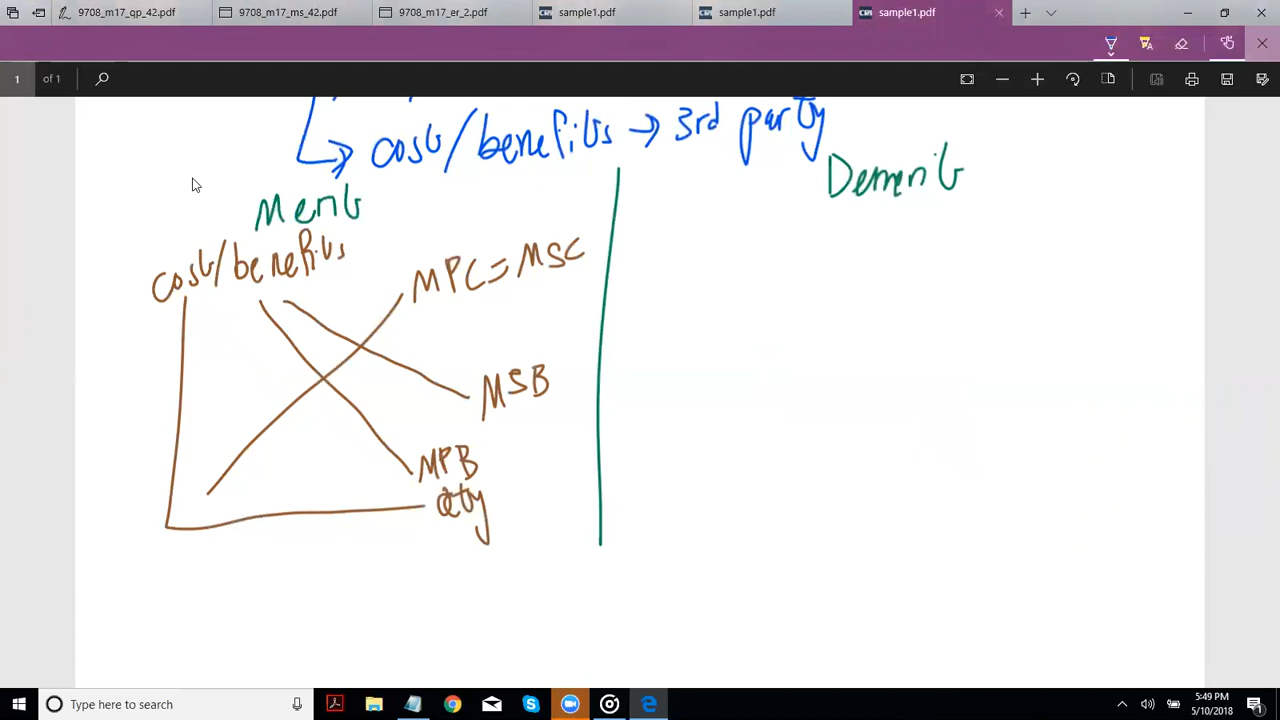 9708_m17_qp_42.pdf 9708_m17_ms_42.pdf 9708_m17_er_2.pdf sample1.pdf sample1.pdf sample1.pdf
1 of 1
cost/benefits → 3rd party
Merit
Demerit
cost/benefits
MPC = MSC
MSB
MPB
Qty
Type here to search
5:49 PM
5/10/2018